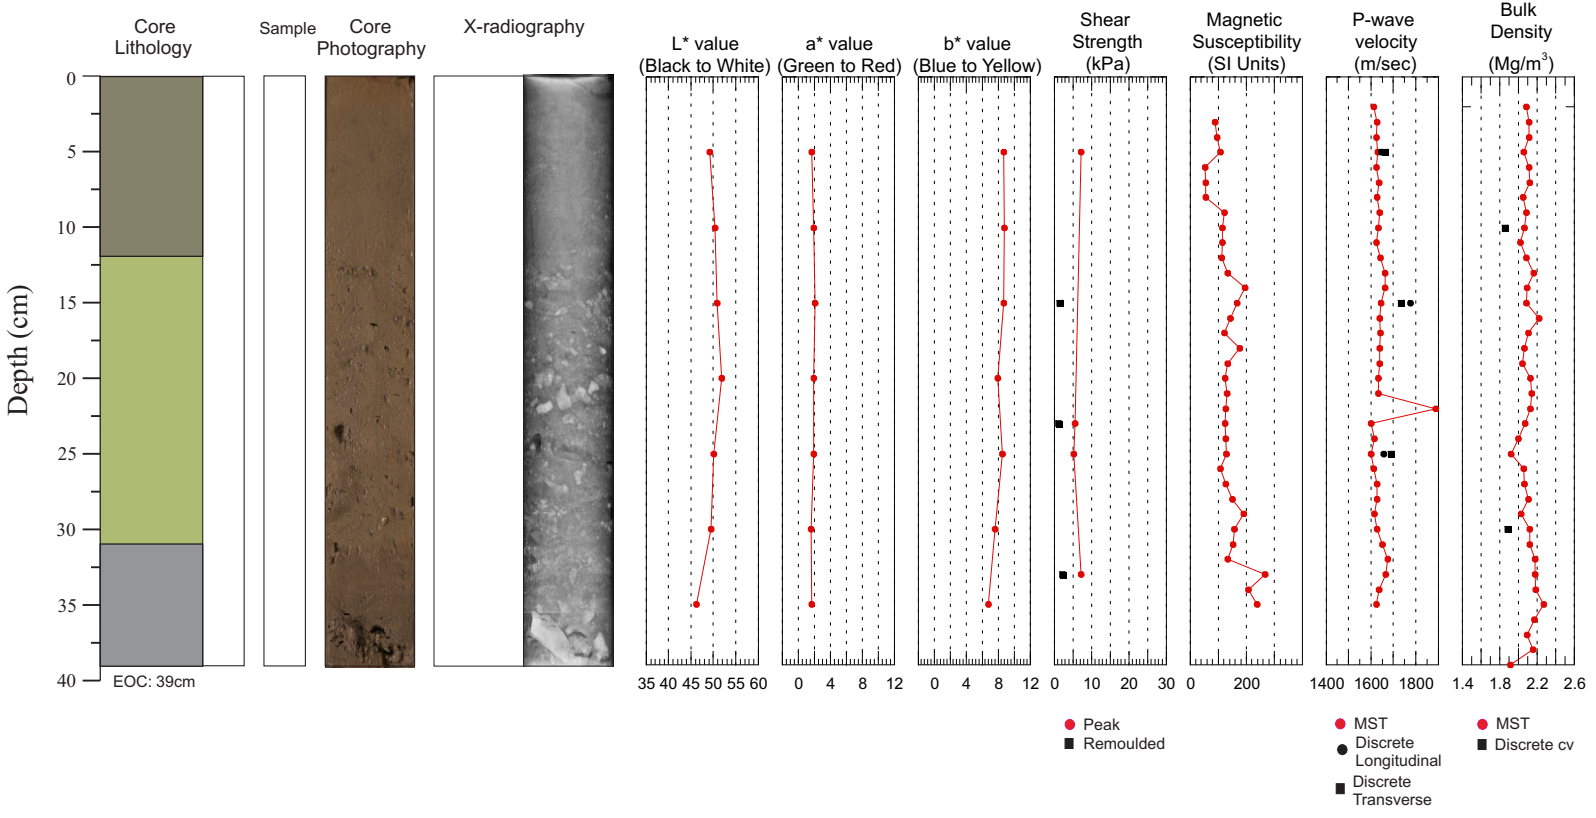 Core
Lithology
Sample
Core
Photography
X-radiography
L* value
(Black to White)
a* value
(Green to Red)
b* value
(Blue to Yellow)
Shear
Strength
(kPa)
Magnetic
Susceptibility
(SI Units)
P-wave
velocity
(m/sec)
Bulk
Density
(Mg/m³)
Depth (cm)
0
5
10
15
20
25
30
35
40
EOC: 39cm
35 40 45 50 55 60
0 4 8 12
0 4 8 12
0 10 20 30
0 200
1400 1600 1800
1.4 1.8 2.2 2.6
Peak
Remoulded
MST
Discrete
Longitudinal
Discrete
Transverse
MST
Discrete cv